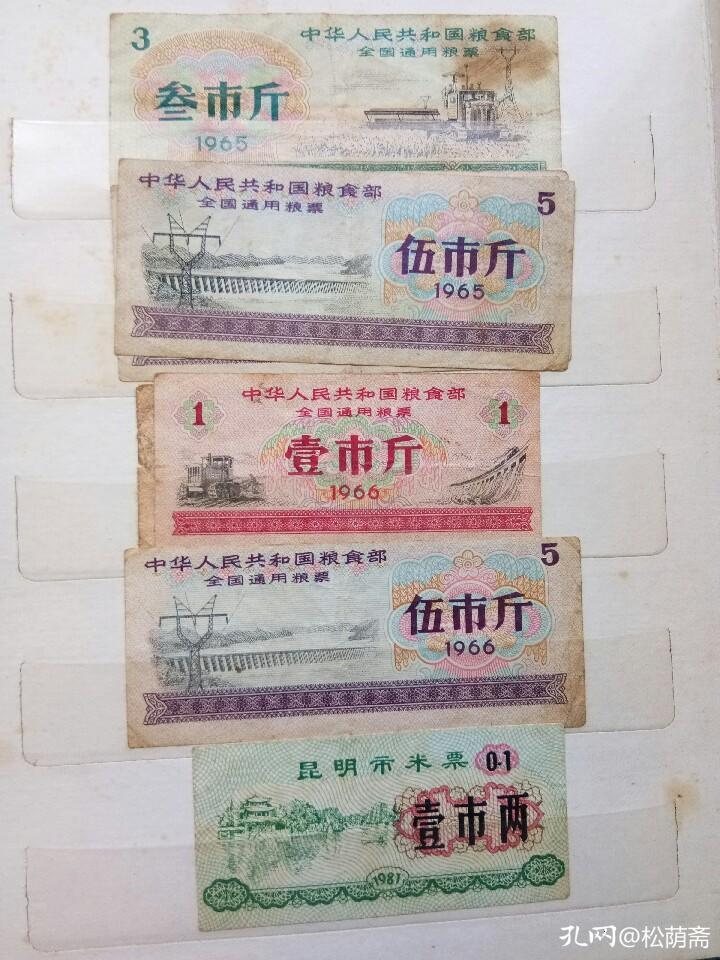 3
中华人民共和国粮食部
全国通用粮票
叁市斤
1965
中华人民共和国粮食部
全国通用粮票
5
伍市斤
1965
中华人民共和国粮食部
1
全国通用粮票
1
壹市斤
1966
中华人民共和国粮食部
全国通用粮票
5
伍市斤
1966
昆明市米票
0·1
壹市两
1981
孔网@松荫斋